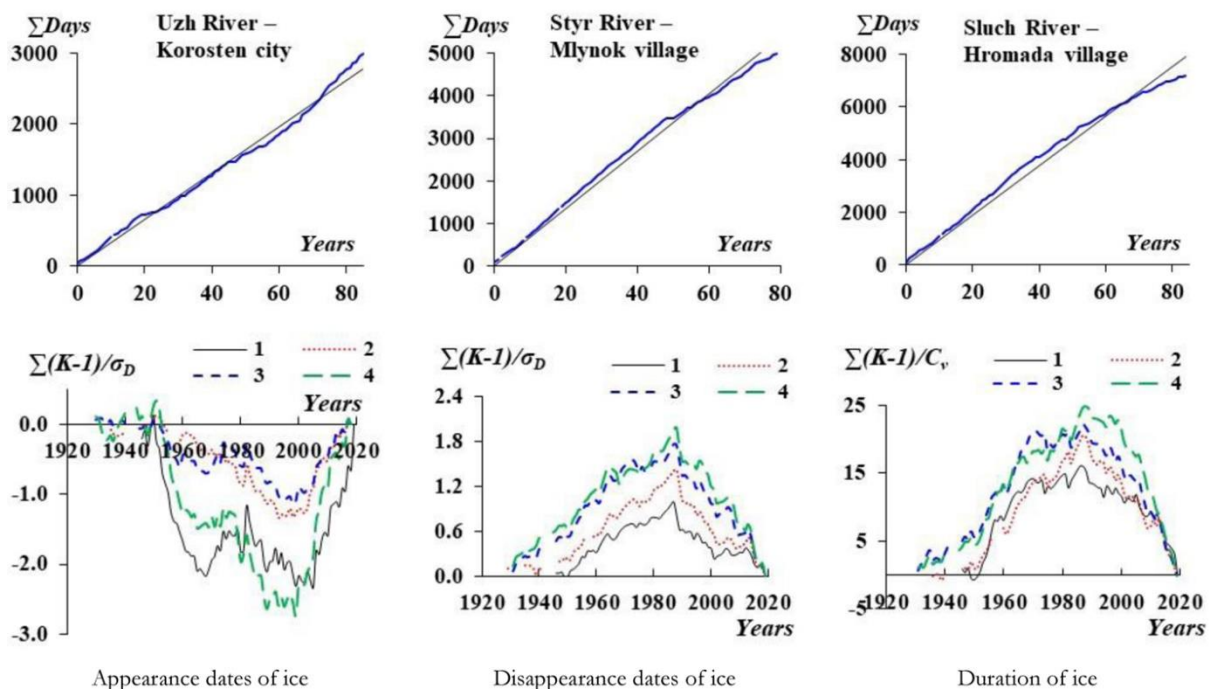 ∑Days
Uzh River –
Korosten city
3000
2000
1000
0
Years
0 20 40 60 80
∑Days
Styr River –
Mlynok village
5000
4000
3000
2000
1000
0
Years
0 20 40 60 80
∑Days
Sluch River –
Hromada village
8000
6000
4000
2000
0
Years
0 20 40 60 80
∑(K-1)/σD
1 2
3 4
Years
0.0
1920 1940 1960 1980 2000 2020
-1.0
-2.0
-3.0
Appearance dates of ice
∑(K-1)/σD
1 2
3 4
2.4
1.8
1.2
0.6
0.0
1920 1940 1960 1980 2000 2020
Years
Disappearance dates of ice
∑(K-1)/Cv
1 2
3 4
25
15
5
-5
1920 1940 1960 1980 2000 2020
Years
Duration of ice